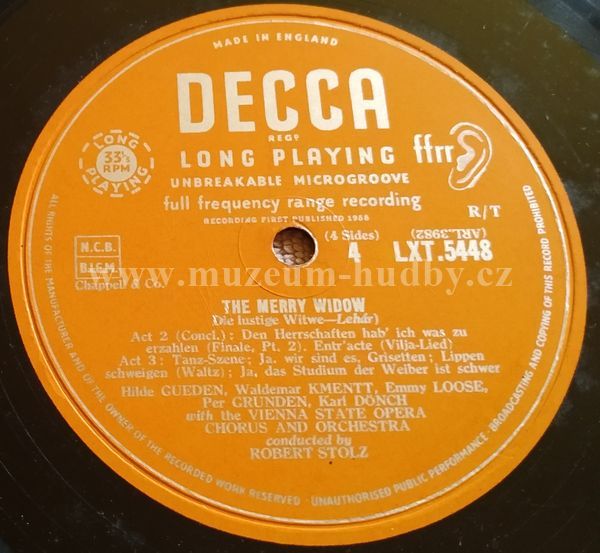 MADE IN ENGLAND
DECCA
REGD
LONG PLAYING
UNBREAKABLE MICROGROOVE
full frequency range recording
RECORDING FIRST PUBLISHED 1958
LONG PLAYING
33⅓ RPM
ffrr
R/T
(4 Sides)
(ARL.3982)
4 LXT.5448
N.C.B.
B.I.E.M.
Chappell & Co.
www.muzeum-hudby.cz
THE MERRY WIDOW
Die lustige Witwe—Lehár)
Act 2 (Concl.): Den Herrschaften hab' ich was zu
erzahlen (Finale, Pt. 2), Entr'acte (Vilja-Lied)
Act 3: Tanz-Szene; Ja, wir sind es, Grisetten; Lippen
schweigen (Waltz); Ja, das Studium der Weiber ist schwer
Hilde GUEDEN, Waldemar KMENTT, Emmy LOOSE,
Per GRUNDEN, Karl DÖNCH
with the VIENNA STATE OPERA
CHORUS AND ORCHESTRA
conducted by
ROBERT STOLZ
ALL RIGHTS OF THE MANUFACTURER AND OF THE OWNER OF THE RECORDED WORK RESERVED · UNAUTHORISED PUBLIC PERFORMANCE · BROADCASTING AND COPYING OF THIS RECORD PROHIBITED